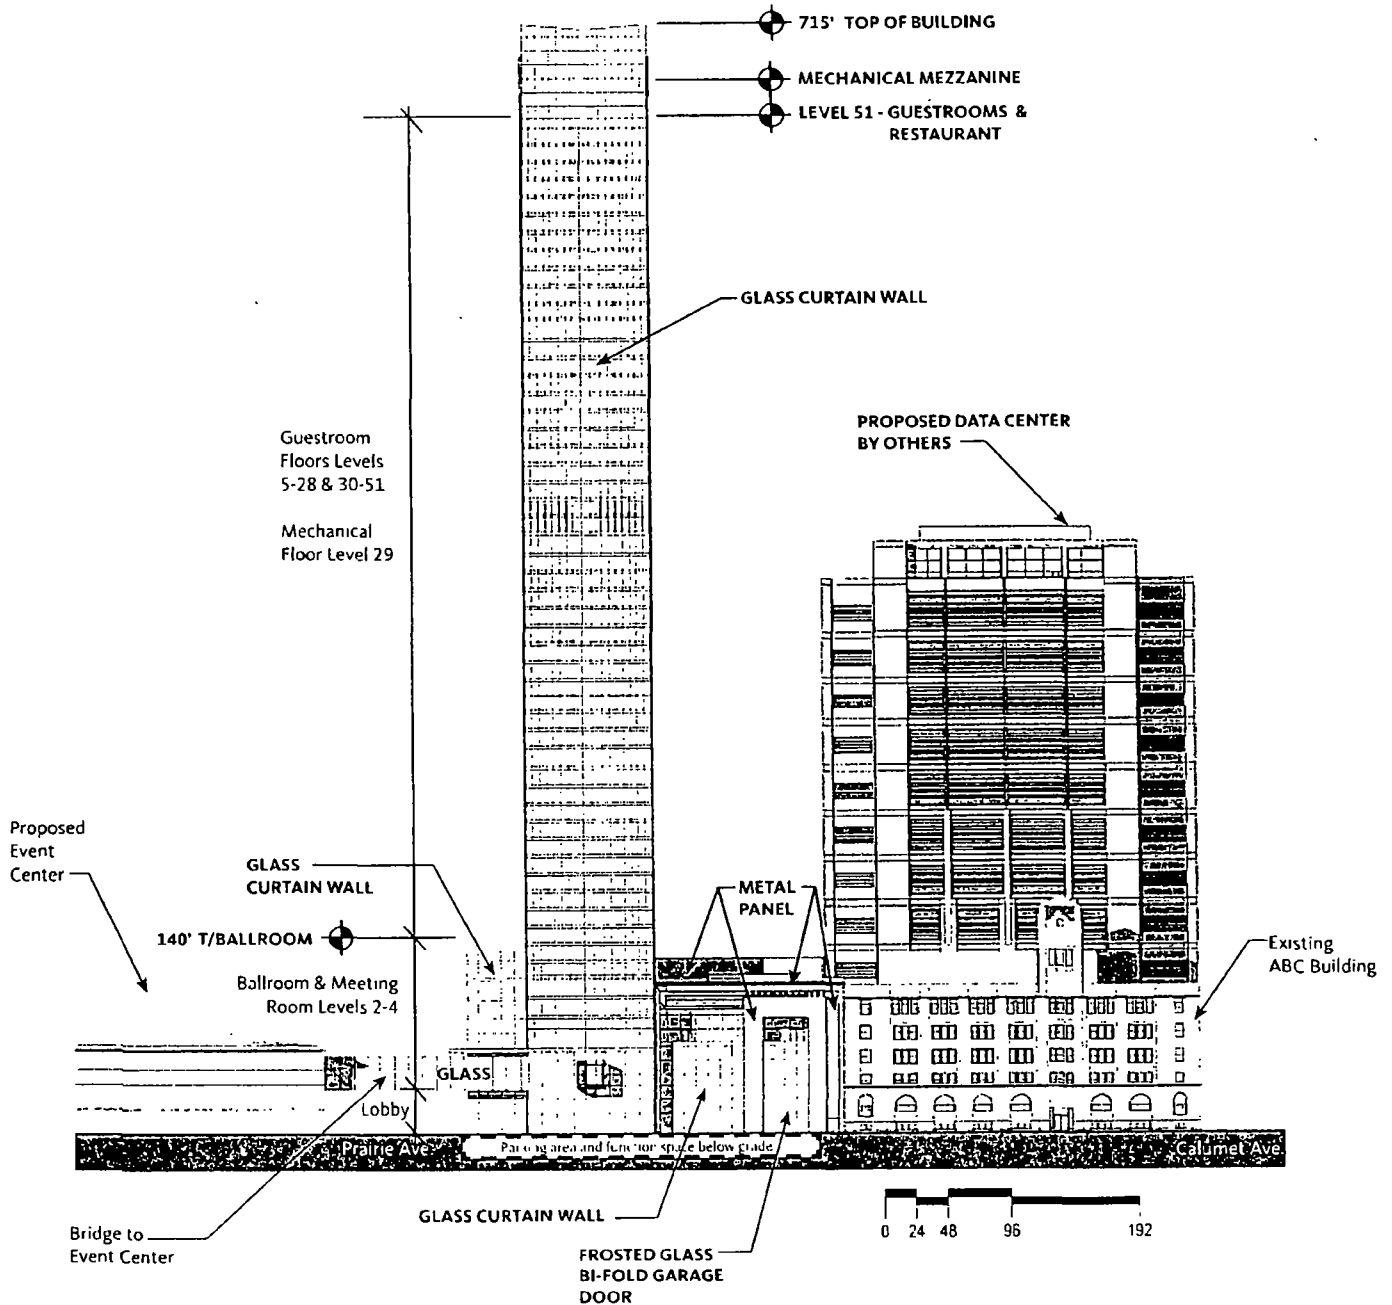 715' TOP OF BUILDING
MECHANICAL MEZZANINE
LEVEL 51 - GUESTROOMS &
RESTAURANT
GLASS CURTAIN WALL
PROPOSED DATA CENTER
BY OTHERS
Guestroom
Floors Levels
5-28 & 30-51
Mechanical
Floor Level 29
Proposed
Event
Center
GLASS
CURTAIN WALL
METAL
PANEL
140' T/BALLROOM
Existing
ABC Building
Ballroom & Meeting
Room Levels 2-4
GLASS
Lobby
Prairie Ave
Parking area and function space below grade
Calumet Ave
0 24 48 96 192
GLASS CURTAIN WALL
Bridge to
Event Center
FROSTED GLASS
BI-FOLD GARAGE
DOOR